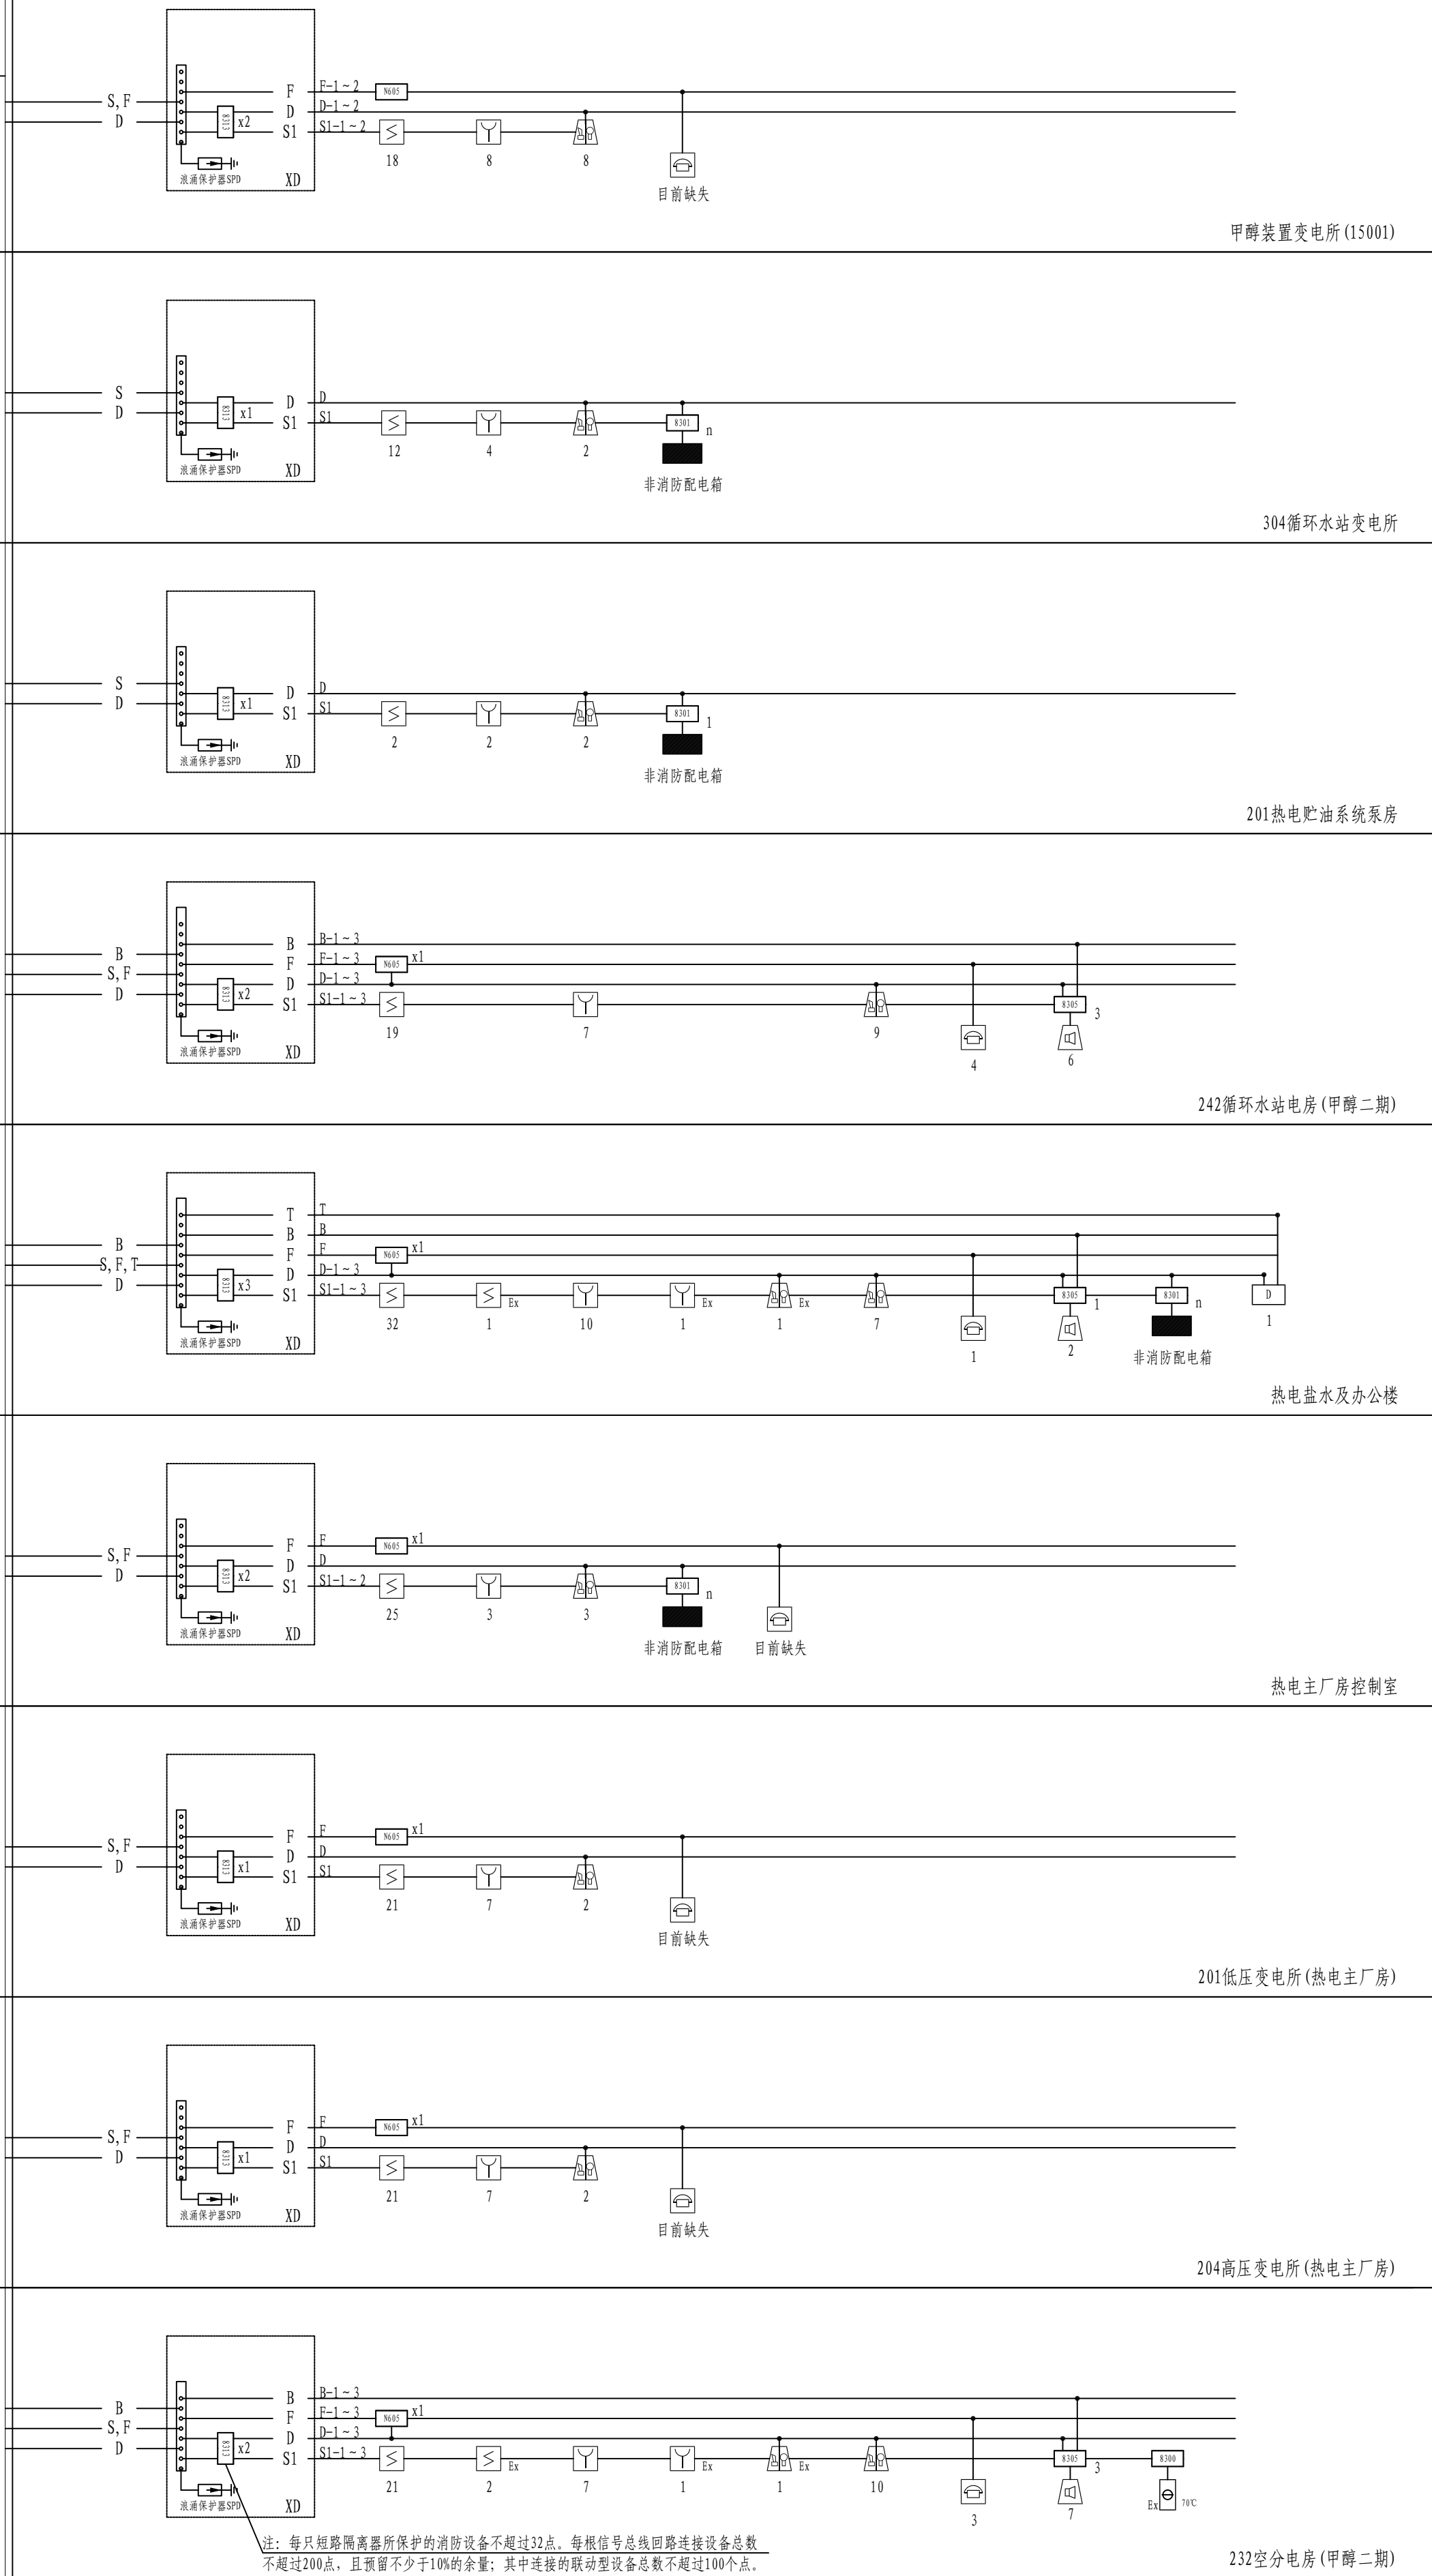 F F-1～2 N605
S, F
D D-1～2
D
8313 x2 S1 S1-1～2
18 8 8
浪涌保护器SPD XD 目前缺失
甲醇装置变电所(15001)
S
D D
D
8313 x1 S1 S1 8301 n
12 4 2
浪涌保护器SPD XD 非消防配电箱
304循环水站变电所
S
D D
D
8313 x1 S1 S1 8301 1
2 2 2
浪涌保护器SPD XD 非消防配电箱
201热电贮油系统泵房
B B-1～3
B
F F-1～3 N605 x1
S, F
D D-1～3
D
8313 x2 S1 S1-1～3 8305 3
19 7 9
浪涌保护器SPD XD 4 6
242循环水站电房(甲醇二期)
T T
B B
B
F F N605 x1
S, F, T
D D-1～3
D
8313 x3 S1 S1-1～3 Ex Ex Ex 8305 1 8301 n D
32 1 10 1 1 7 1
浪涌保护器SPD XD 1 2 非消防配电箱
热电盐水及办公楼
F F N605 x1
S, F
D D
D
8313 x2 S1 S1-1～2 8301 n
25 3 3
浪涌保护器SPD XD 非消防配电箱 目前缺失
热电主厂房控制室
F F N605 x1
S, F
D D
D
8313 x1 S1 S1
21 7 2
浪涌保护器SPD XD 目前缺失
201低压变电所(热电主厂房)
F F N605 x1
S, F
D D
D
8313 x1 S1 S1
21 7 2
浪涌保护器SPD XD 目前缺失
204高压变电所(热电主厂房)
B B-1～3
B
F F-1～3 N605 x1
S, F
D D-1～3
D
8313 x2 S1 S1-1～3 Ex Ex Ex 8305 3 8300
21 2 7 1 1 10
浪涌保护器SPD XD 3 7 Ex 70℃
注：每只短路隔离器所保护的消防设备不超过32点。每根信号总线回路连接设备总数
不超过200点，且预留不少于10%的余量；其中连接的联动型设备总数不超过100个点。
232空分电房(甲醇二期)